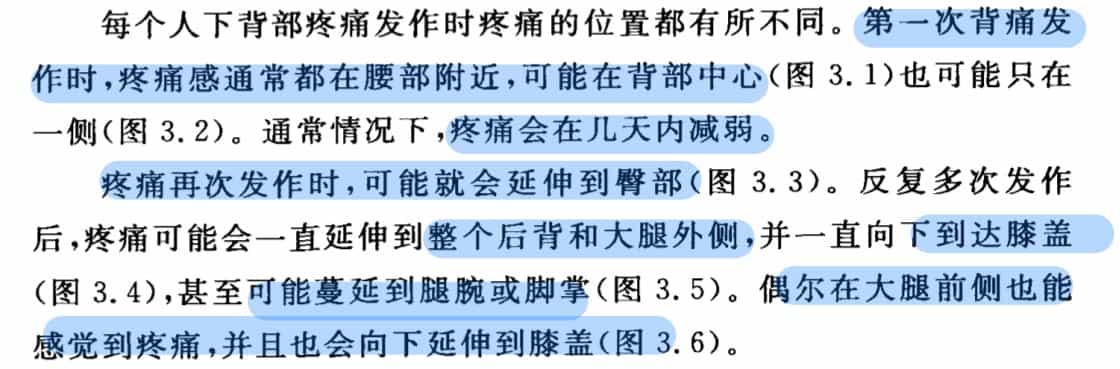 每个人下背部疼痛发作时疼痛的位置都有所不同。第一次背痛发
作时,疼痛感通常都在腰部附近,可能在背部中心(图 3.1)也可能只在
一侧(图 3.2)。通常情况下,疼痛会在几天内减弱。
疼痛再次发作时,可能就会延伸到臀部(图 3.3)。反复多次发作
后,疼痛可能会一直延伸到整个后背和大腿外侧,并一直向下到达膝盖
(图 3.4),甚至可能蔓延到腿腕或脚掌(图 3.5)。偶尔在大腿前侧也能
感觉到疼痛,并且也会向下延伸到膝盖(图 3.6)。